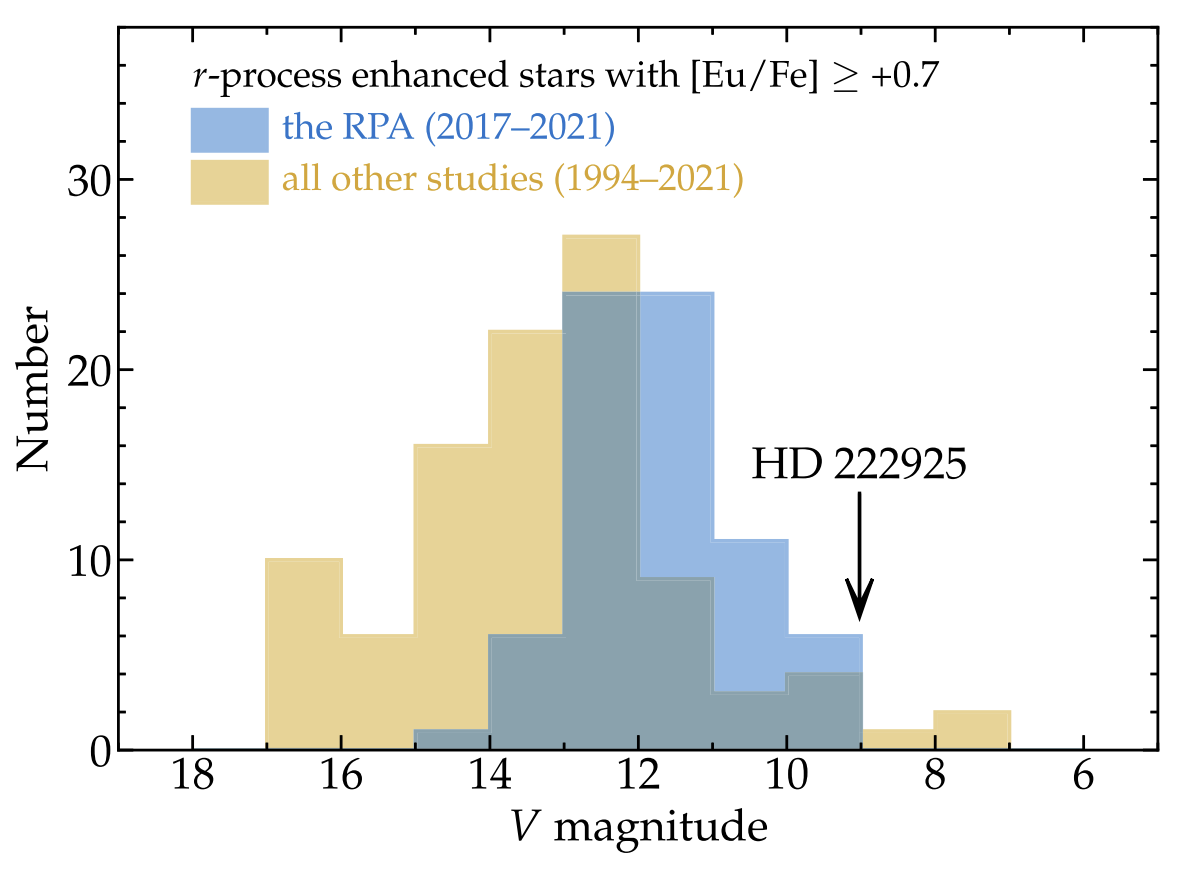 r-process enhanced stars with [Eu/Fe] ≥ +0.7
the RPA (2017–2021)
all other studies (1994–2021)
30
20
10
0
Number
HD 222925
18 16 14 12 10 8 6
V magnitude